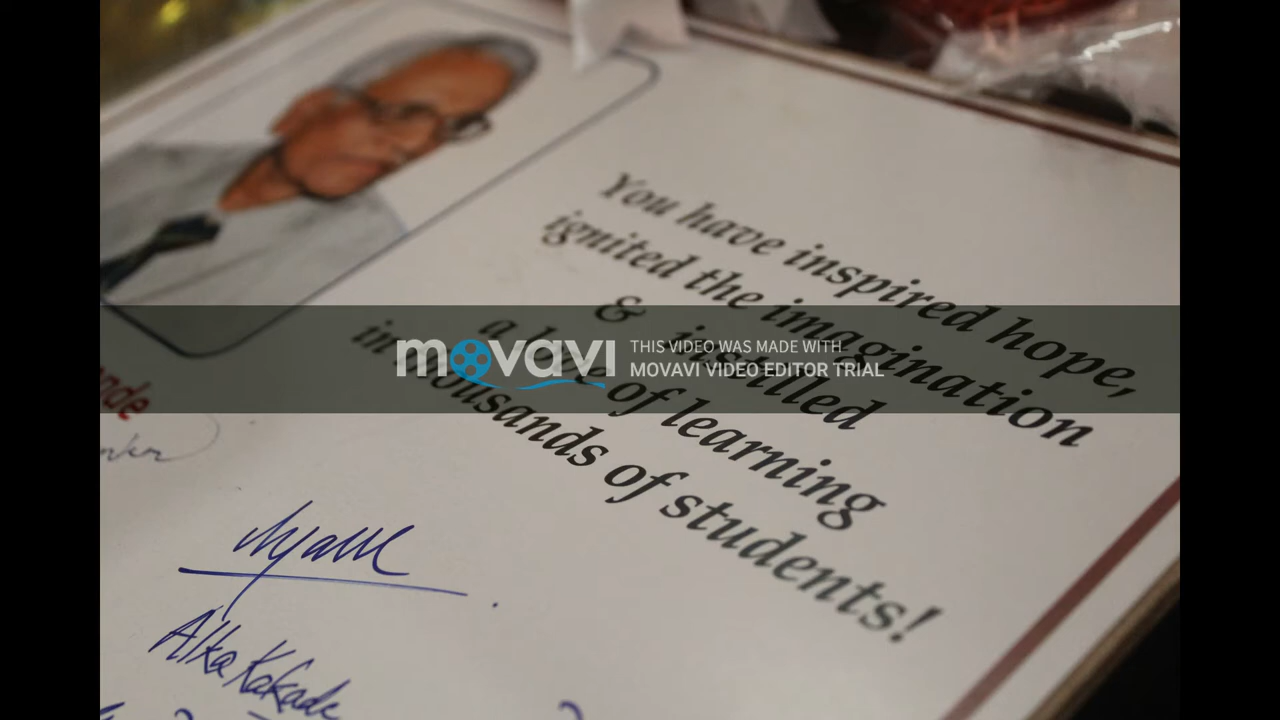 You have inspired hope,
ignited the imagination
& instilled
a love of learning
in thousands of students!
movavi
THIS VIDEO WAS MADE WITH
MOVAVI VIDEO EDITOR TRIAL
Alka Kakade